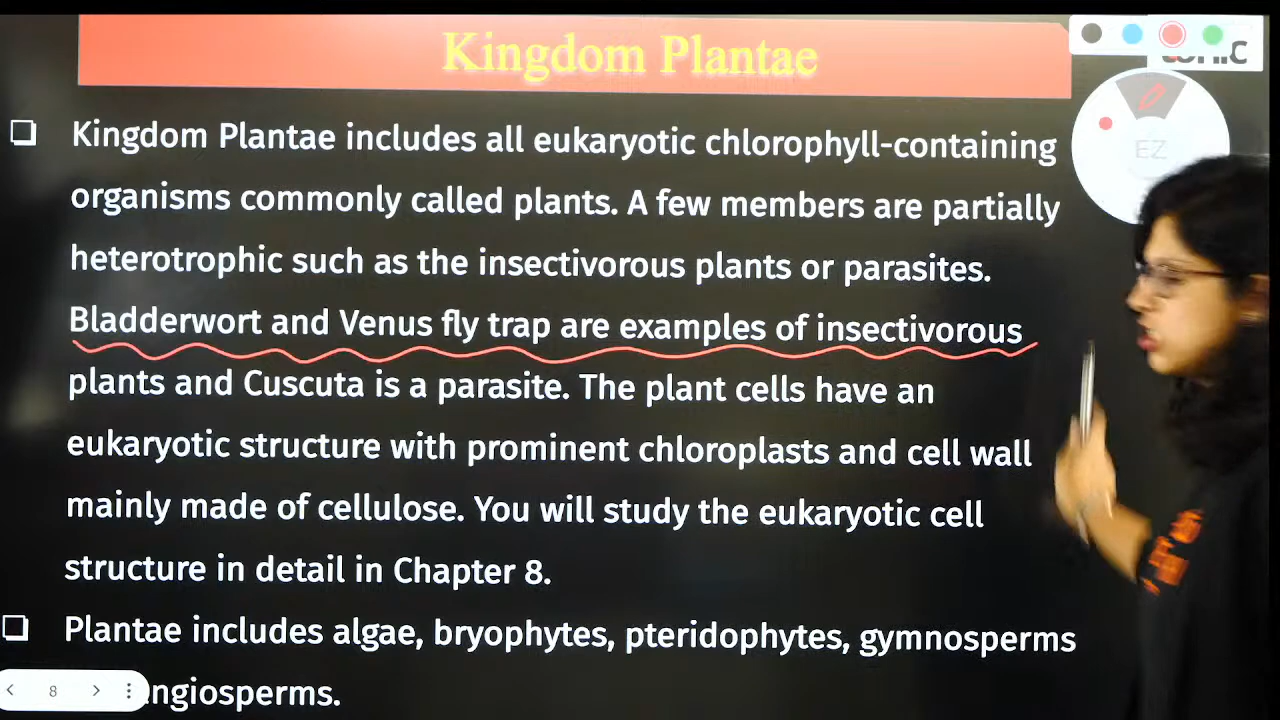 Kingdom Plantae
EZ
Kingdom Plantae includes all eukaryotic chlorophyll-containing
organisms commonly called plants. A few members are partially
heterotrophic such as the insectivorous plants or parasites.
Bladderwort and Venus fly trap are examples of insectivorous
plants and Cuscuta is a parasite. The plant cells have an
eukaryotic structure with prominent chloroplasts and cell wall
mainly made of cellulose. You will study the eukaryotic cell
structure in detail in Chapter 8.
Plantae includes algae, bryophytes, pteridophytes, gymnosperms
ngiosperms.
8